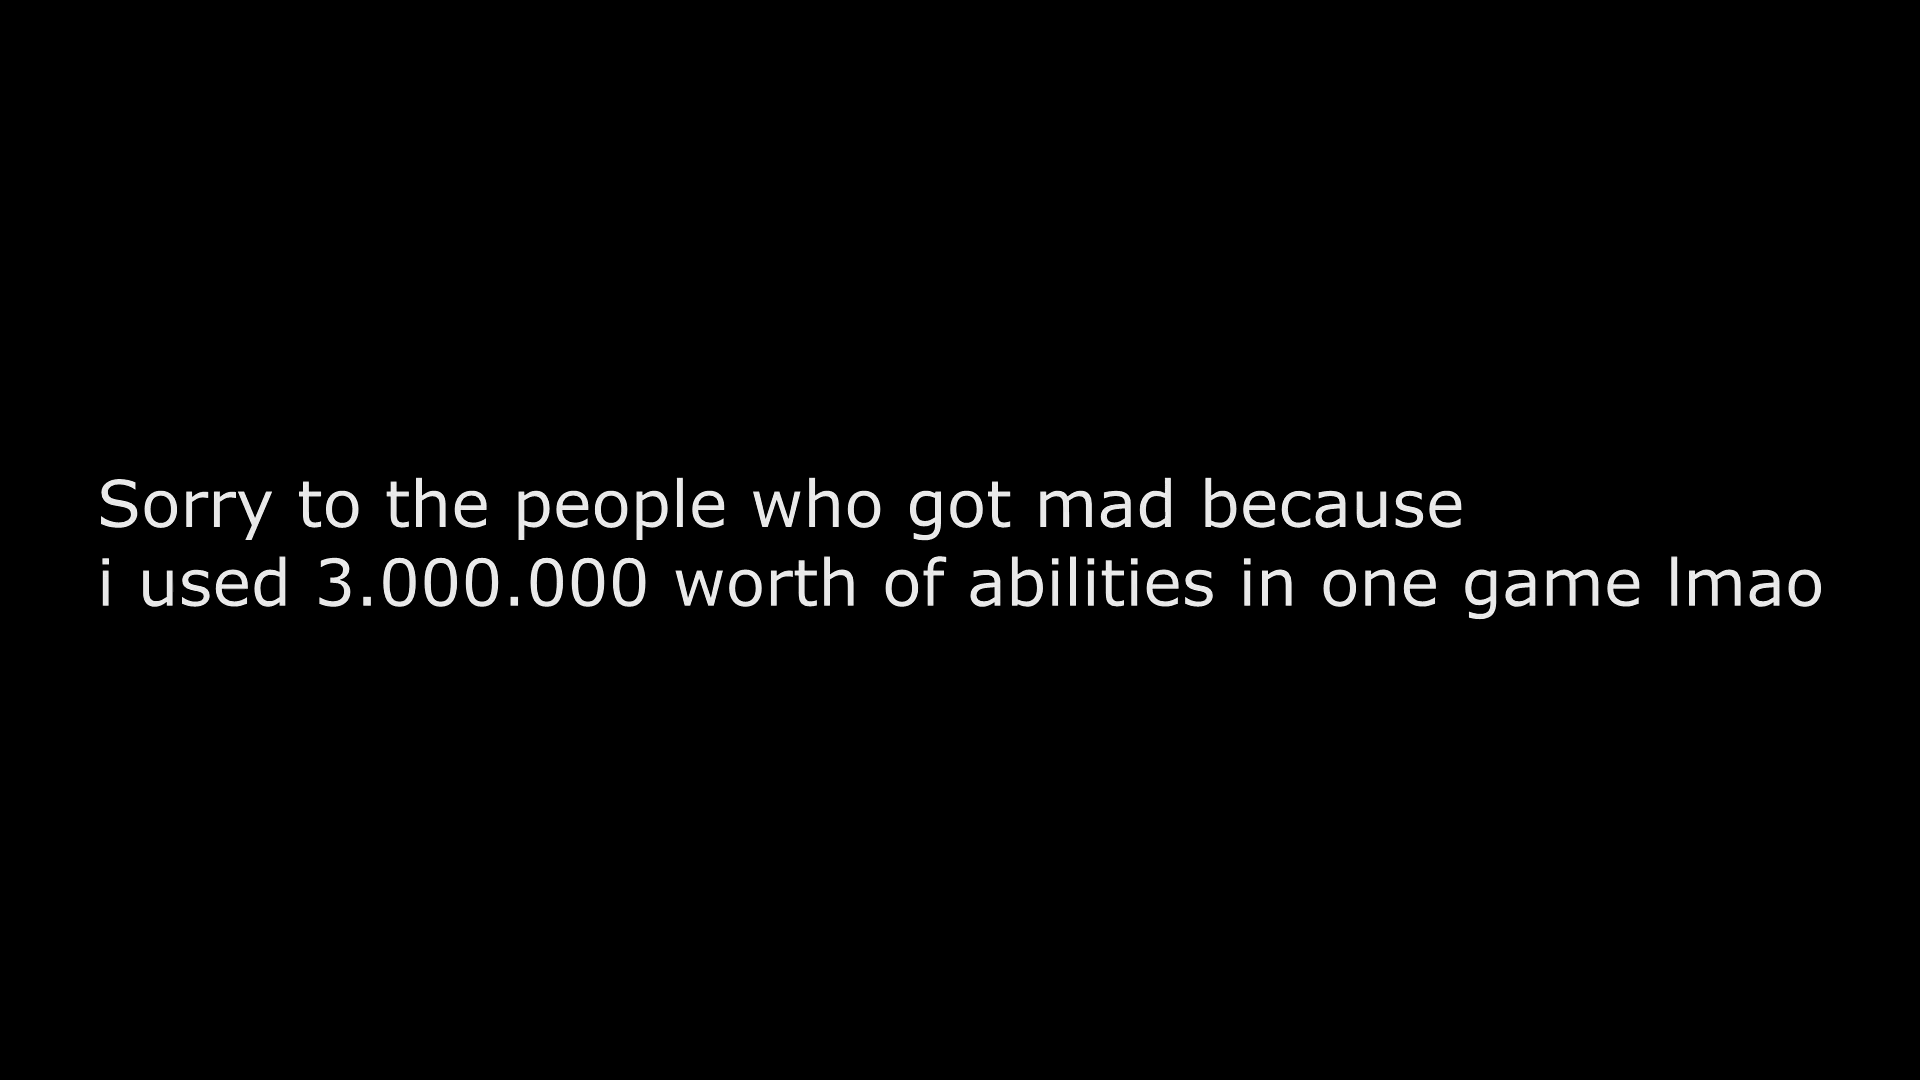 Sorry to the people who got mad because
i used 3.000.000 worth of abilities in one game lmao